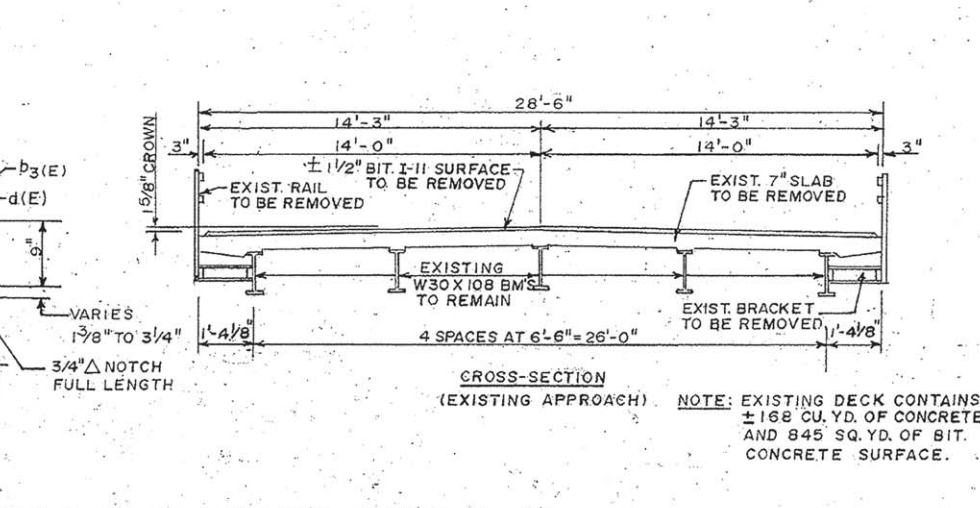 28'-6"
14'-3" 14'-3"
3" 14'-0" 14'-0" 3"
1 5/8" CROWN
± 1 1/2" BIT. I-11 SURFACE
TO BE REMOVED
EXIST. RAIL
TO BE REMOVED
EXIST. 7" SLAB
TO BE REMOVED
b3(E)
d(E)
9"
EXISTING
W30 X 108 BM'S
TO REMAIN
EXIST. BRACKET
TO BE REMOVED
VARIES
1 3/8" TO 3 1/4"
1'-4 1/8" 4 SPACES AT 6'-6" = 26'-0" 1'-4 1/8"
3/4" △ NOTCH
FULL LENGTH
CROSS-SECTION
(EXISTING APPROACH)
NOTE: EXISTING DECK CONTAINS
± 168 CU. YD. OF CONCRETE
AND 845 SQ. YD. OF BIT.
CONCRETE SURFACE.